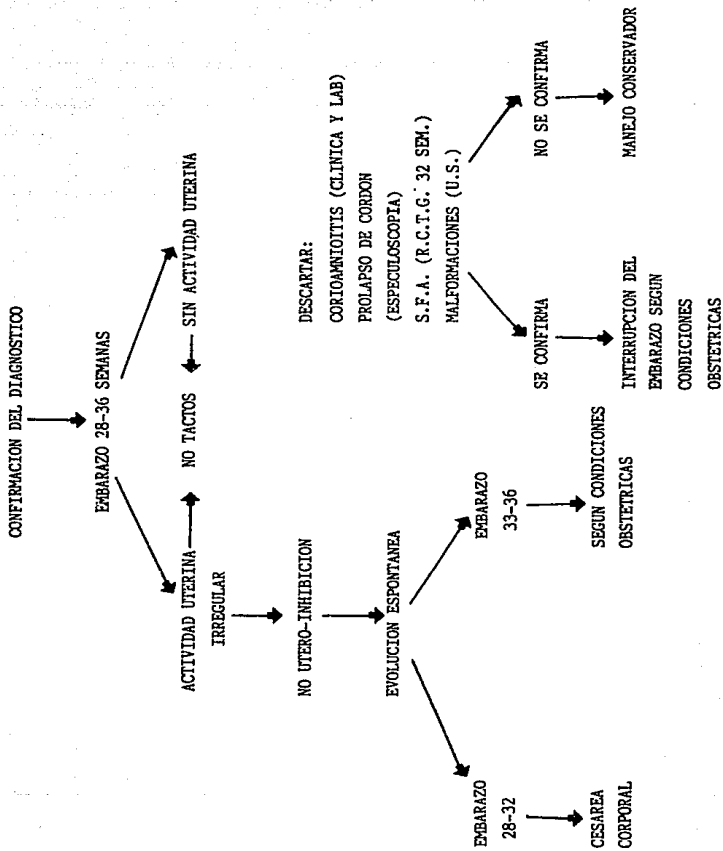 CONFIRMACION DEL DIAGNOSTICO
EMBARAZO 28-36 SEMANAS
ACTIVIDAD UTERINA
IRREGULAR
NO TACTOS
SIN ACTIVIDAD UTERINA
NO UTERO-INHIBICION
EVOLUCION ESPONTANEA
EMBARAZO
28-32
CESAREA
CORPORAL
EMBARAZO
33-36
SEGUN CONDICIONES
OBSTETRICAS
DESCARTAR:
CORIOAMNIOITIS (CLINICA Y LAB)
PROLAPSO DE CORDON
(ESPECULOSCOPIA)
S.F.A. (R.C.T.G. 32 SEM.)
MALFORMACIONES (U.S.)
SE CONFIRMA
INTERRUPCION DEL
EMBARAZO SEGUN
CONDICIONES
OBSTETRICAS
NO SE CONFIRMA
MANEJO CONSERVADOR